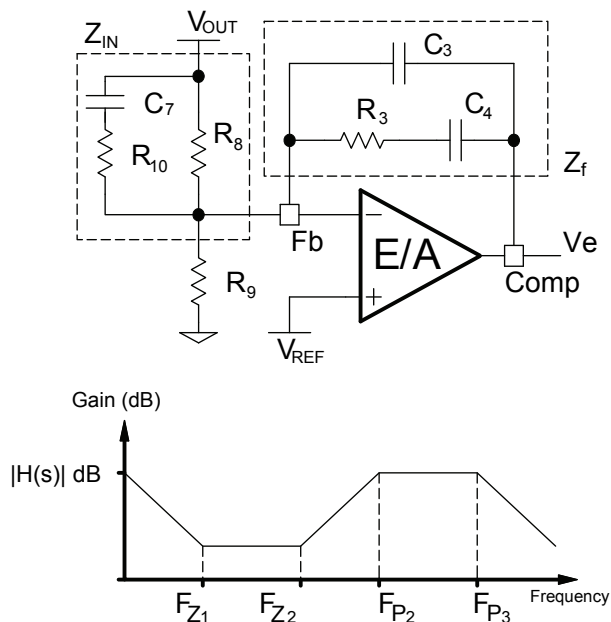 Z_IN
V_OUT
C_3
C_7
R_3
C_4
R_10
R_8
Z_f
−
Fb
E/A
Ve
R_9
+
Comp
V_REF
Gain (dB)
|H(s)| dB
F_Z1
F_Z2
F_P2
F_P3
Frequency